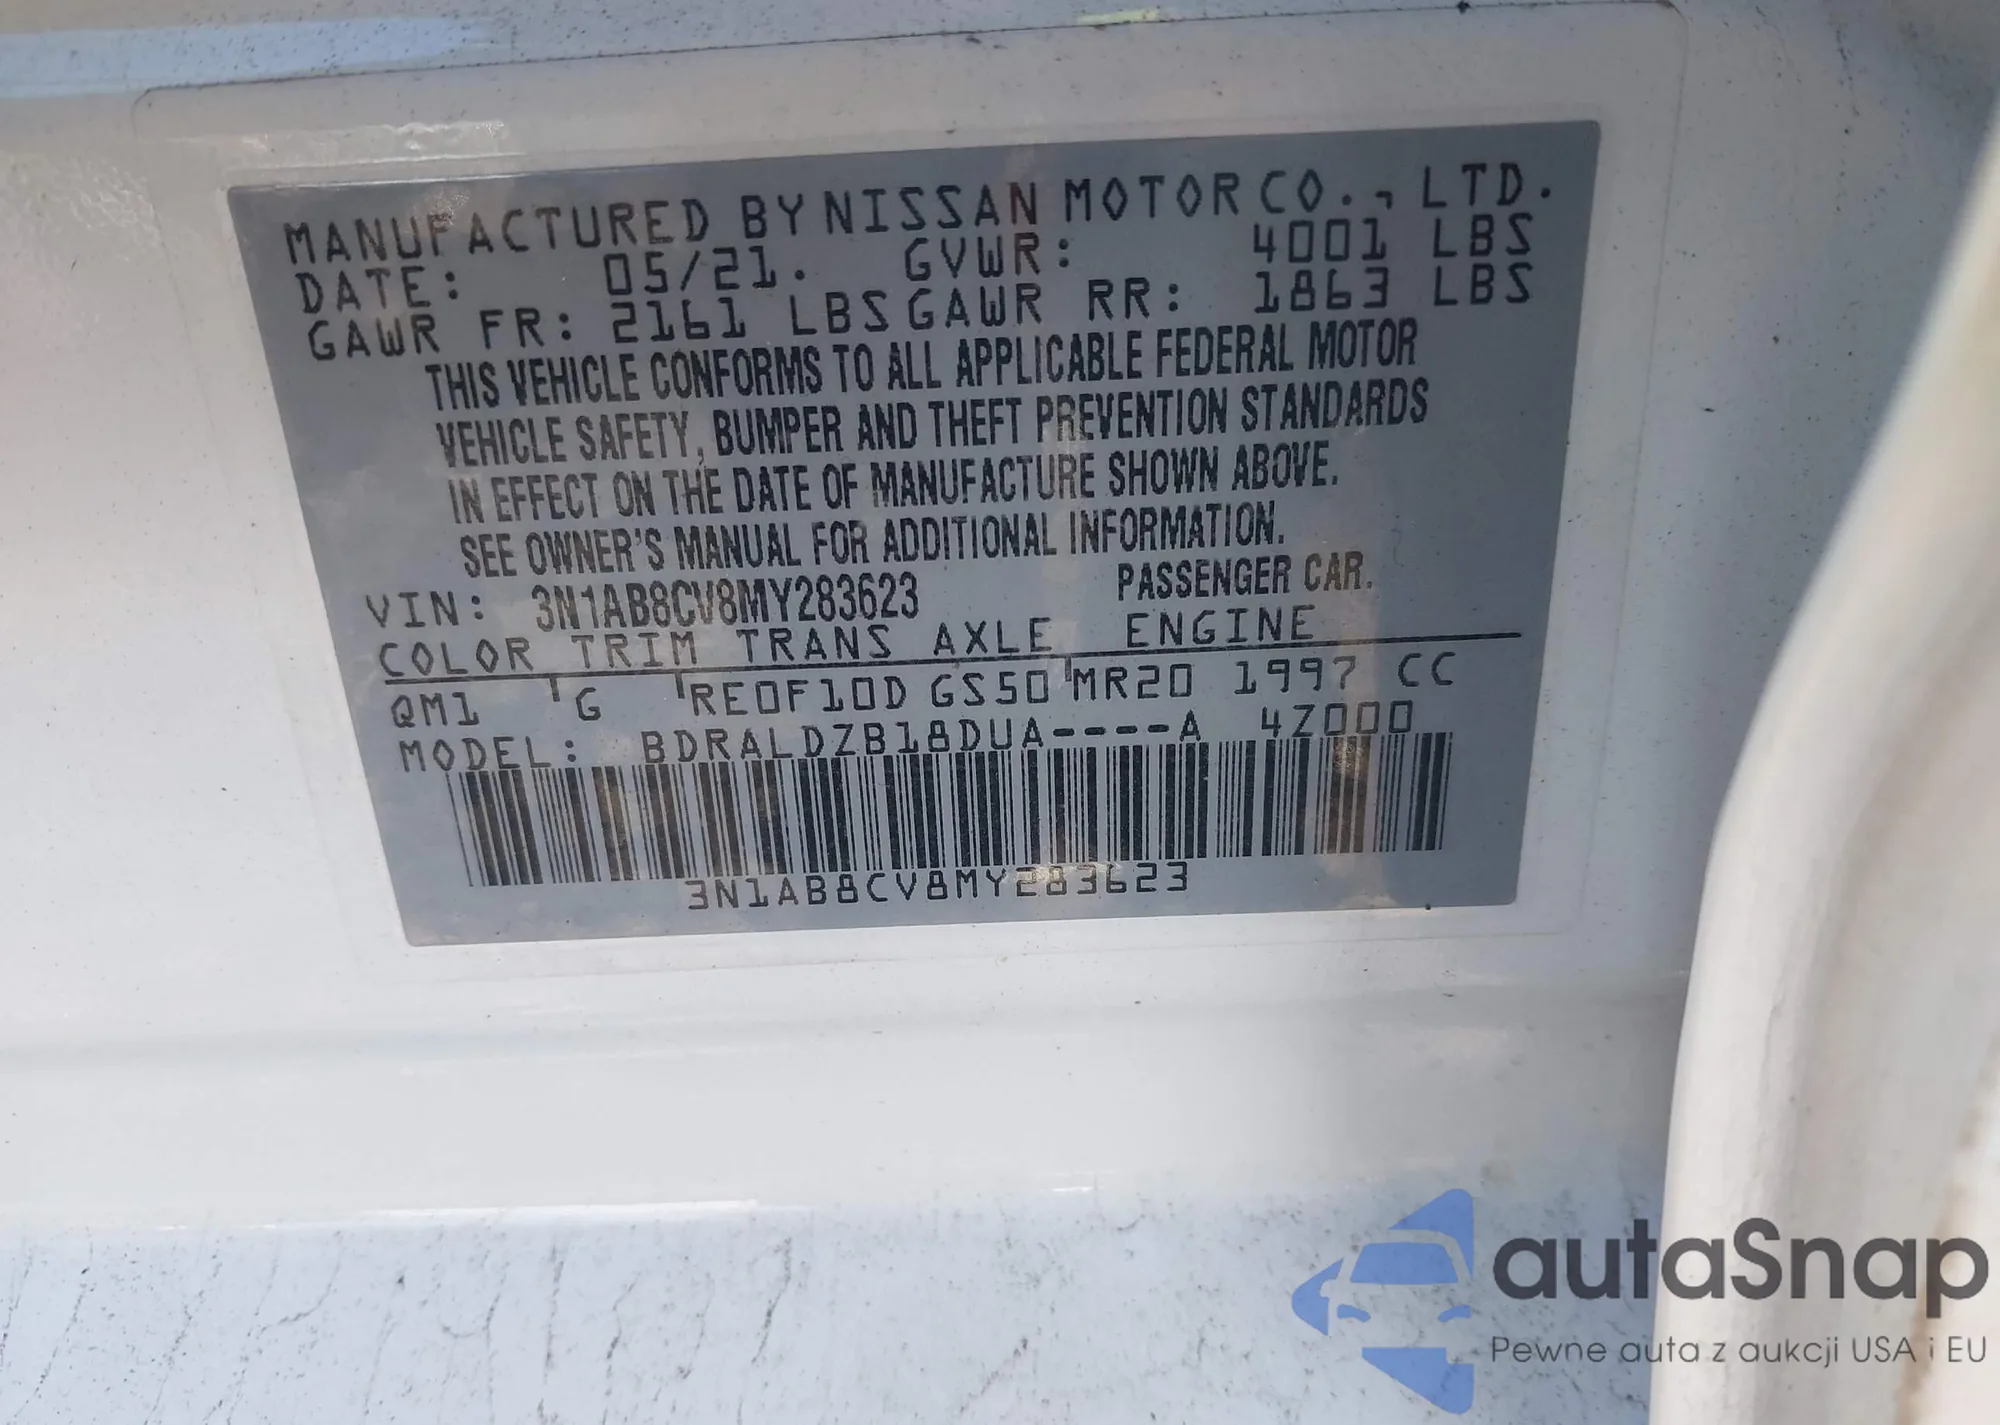 MANUFACTURED BY NISSAN MOTOR CO., LTD.
DATE: 05/21. GVWR: 4001 LBS
GAWR FR: 2161 LBS GAWR RR: 1863 LBS
THIS VEHICLE CONFORMS TO ALL APPLICABLE FEDERAL MOTOR
VEHICLE SAFETY, BUMPER AND THEFT PREVENTION STANDARDS
IN EFFECT ON THE DATE OF MANUFACTURE SHOWN ABOVE.
SEE OWNER'S MANUAL FOR ADDITIONAL INFORMATION.
VIN: 3N1AB8CV8MY283623 PASSENGER CAR.
COLOR TRIM TRANS AXLE ENGINE
QM1 G RE0F10D GS50 MR20 1997 CC
MODEL: BDRALDZB18DUA----A 4Z000
3N1AB8CV8MY283623
autaSnap
Pewne auta z aukcji USA i EU